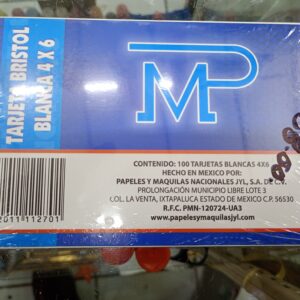 TARJETA BRISTOL
BLANCA 4 X 6
MP
CONTENIDO: 100 TARJETAS BLANCAS 4X6
HECHO EN MEXICO POR:
PAPELES Y MAQUILAS NACIONALES JYL, S.A. DE C.V.
PROLONGACIÓN MUNICIPIO LIBRE LOTE 3
COL. LA VENTA, IXTAPALUCA ESTADO DE MEXICO C.P. 56530
R.F.C. PMN-120724-UA3
www.papelesymaquilasjyl.com